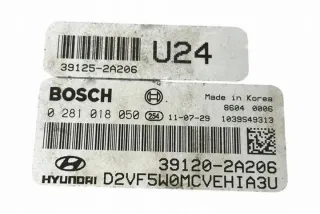 U24
39125-2A206
BOSCH Made in Korea
8604 0006
0 281 018 050 254 11-07-29 1039S49313
39120-2A206
HYUNDAI D2VF5W0MCVEHIA3U